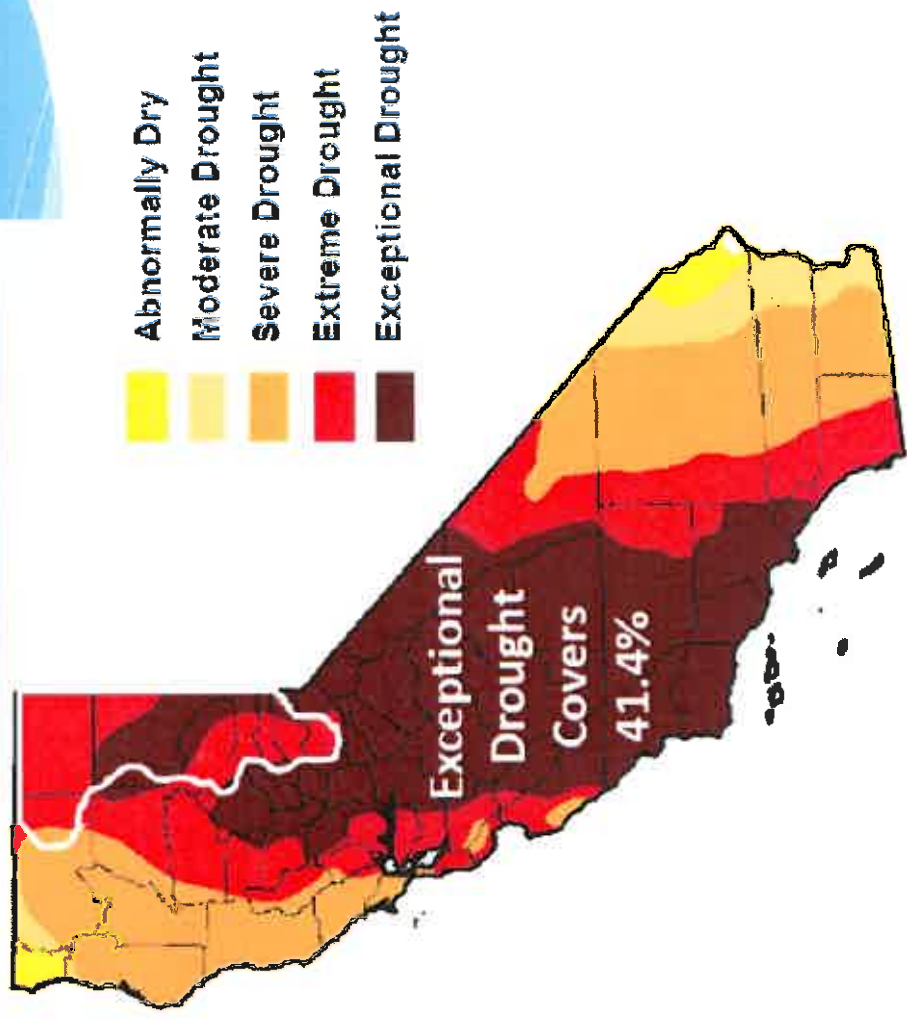 Abnormally Dry
Moderate Drought
Severe Drought
Extreme Drought
Exceptional Drought
Exceptional
Drought
Covers
41.4%